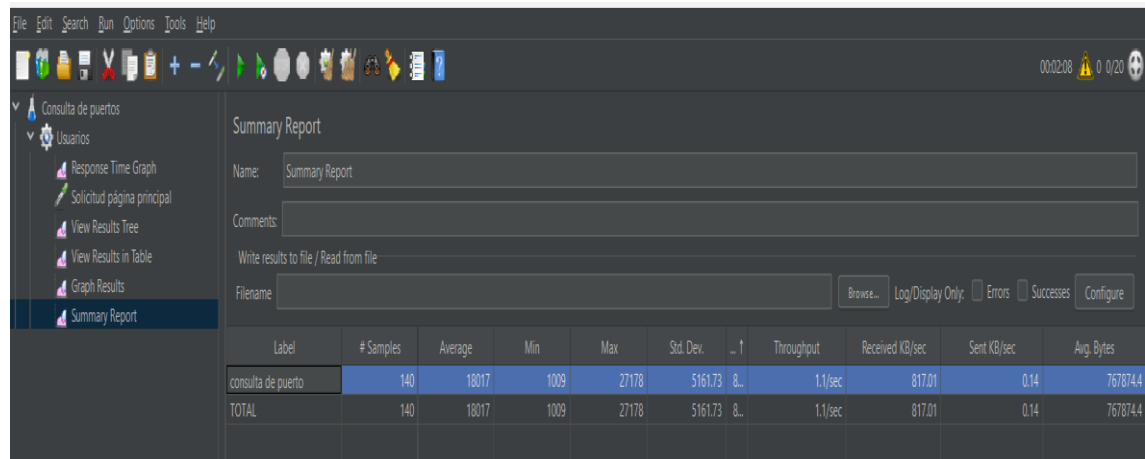 File Edit Search Run Options Tools Help
00:02:08 0 0/20
Consulta de puertos
Usuarios
Response Time Graph
Solicitud página principal
View Results Tree
View Results in Table
Graph Results
Summary Report
Summary Report
Name: Summary Report
Comments:
Write results to file / Read from file
Filename Browse... Log/Display Only: Errors Successes Configure
Label # Samples Average Min Max Std. Dev. ... ↑ Throughput Received KB/sec Sent KB/sec Avg. Bytes
consulta de puerto 140 18017 1009 27178 5161.73 8... 1.1/sec 817.01 0.14 767874.4
TOTAL 140 18017 1009 27178 5161.73 8... 1.1/sec 817.01 0.14 767874.4